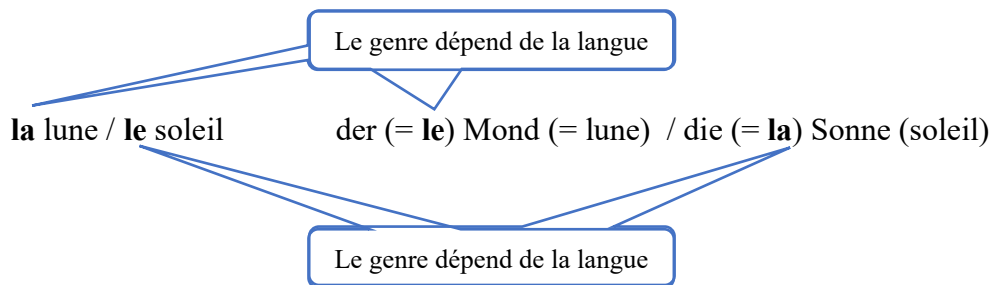 Le genre dépend de la langue
la lune / le soleil der (= le) Mond (= lune) / die (= la) Sonne (soleil)
Le genre dépend de la langue